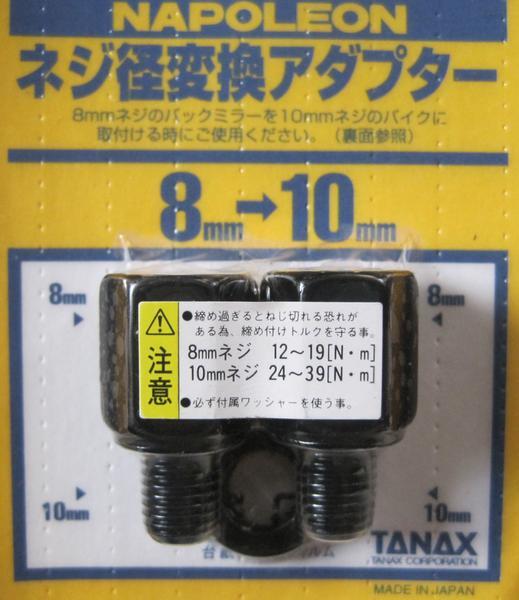 NAPOLEON
ネジ径変換アダプター
8mmネジのバックミラーを10mmネジのバイクに
取付ける時にご使用ください。(裏面参照)
8mm→10mm
8mm
8mm
注意
●締め過ぎるとねじ切れる恐れが
ある為、締め付けトルクを守る事。
8mmネジ 12～19[N・m]
10mmネジ 24～39[N・m]
●必ず付属ワッシャーを使う事。
10mm
10mm
台紙
ルム
TANAX
TANAX CORPORATION
MADE IN JAPAN